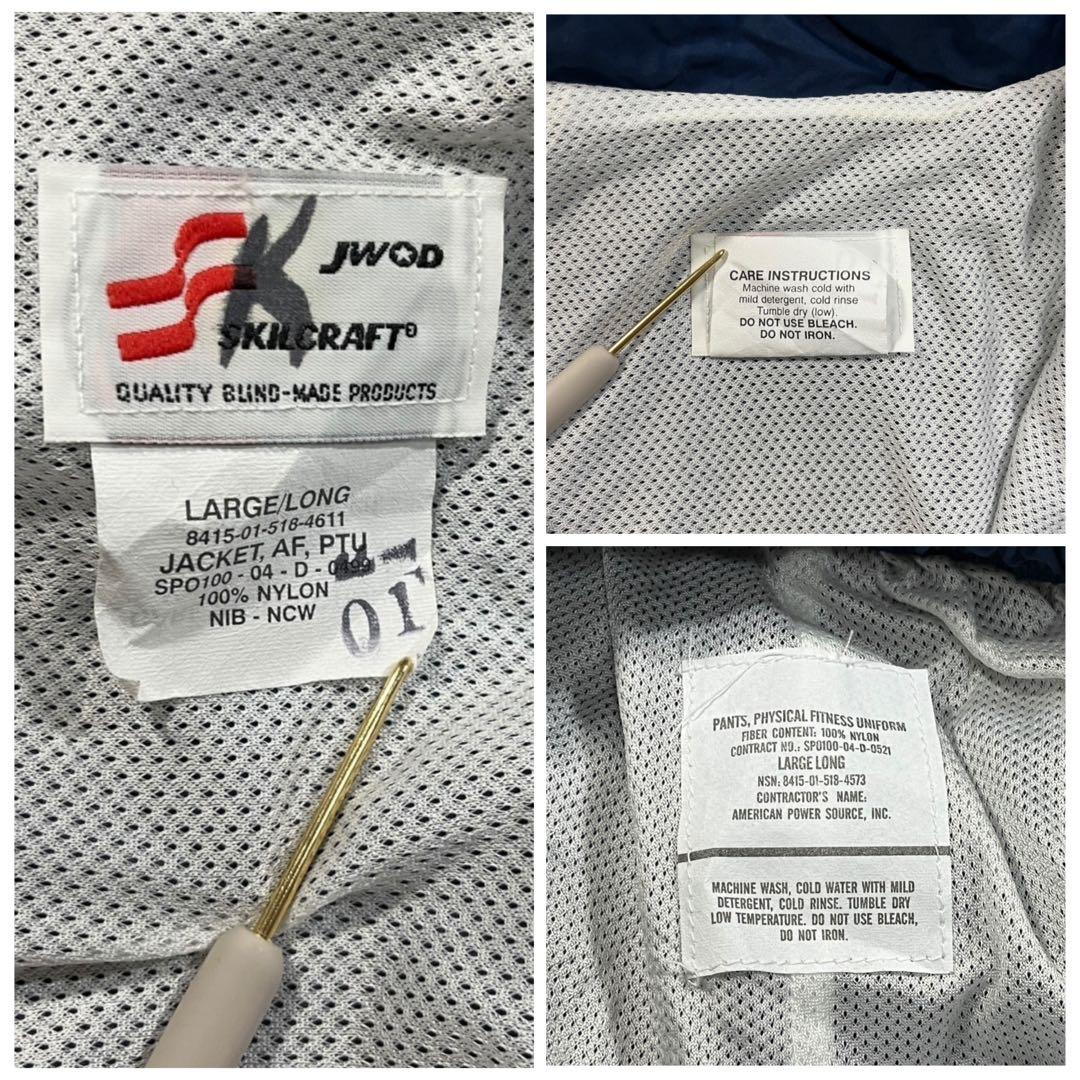 JWOD
SKILCRAFT®
QUALITY BLIND-MADE PRODUCTS
LARGE/LONG
8415-01-518-4611
JACKET, AF, PTU
SPO100 - 04 - D - 0499
100% NYLON
NIB - NCW
01
CARE INSTRUCTIONS
Machine wash cold with
mild detergent, cold rinse
Tumble dry (low).
DO NOT USE BLEACH.
DO NOT IRON.
PANTS, PHYSICAL FITNESS UNIFORM
FIBER CONTENT: 100% NYLON
CONTRACT NO.: SPO100-04-D-0521
LARGE LONG
NSN: 8415-01-518-4573
CONTRACTOR'S NAME:
AMERICAN POWER SOURCE, INC.
MACHINE WASH, COLD WATER WITH MILD
DETERGENT, COLD RINSE. TUMBLE DRY
LOW TEMPERATURE. DO NOT USE BLEACH,
DO NOT IRON.